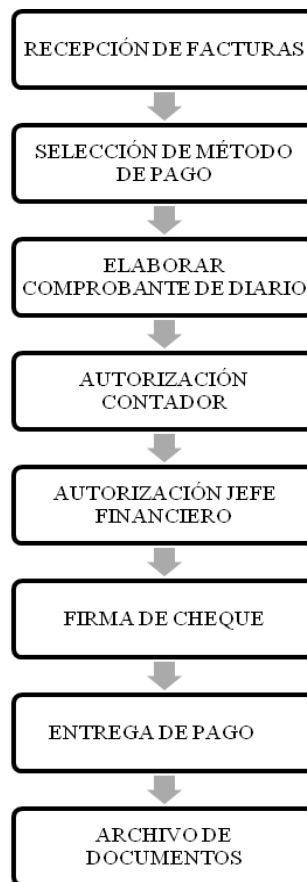 RECEPCIÓN DE FACTURAS
SELECCIÓN DE MÉTODO
DE PAGO
ELABORAR
COMPROBANTE DE DIARIO
AUTORIZACIÓN
CONTADOR
AUTORIZACIÓN JEFE
FINANCIERO
FIRMA DE CHEQUE
ENTREGA DE PAGO
ARCHIVO DE
DOCUMENTOS